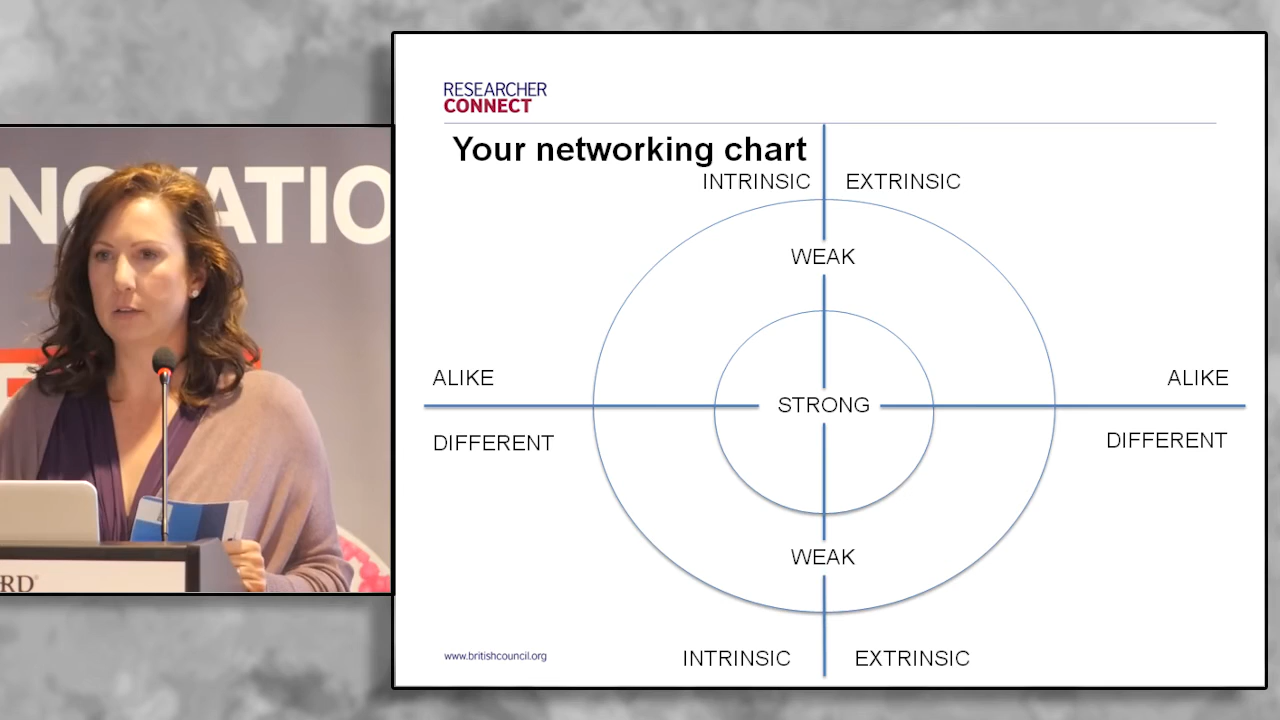 NOVATIO
RD
RESEARCHER
CONNECT
Your networking chart
INTRINSIC
EXTRINSIC
WEAK
ALIKE
ALIKE
STRONG
DIFFERENT
DIFFERENT
WEAK
INTRINSIC
EXTRINSIC
www.britishcouncil.org